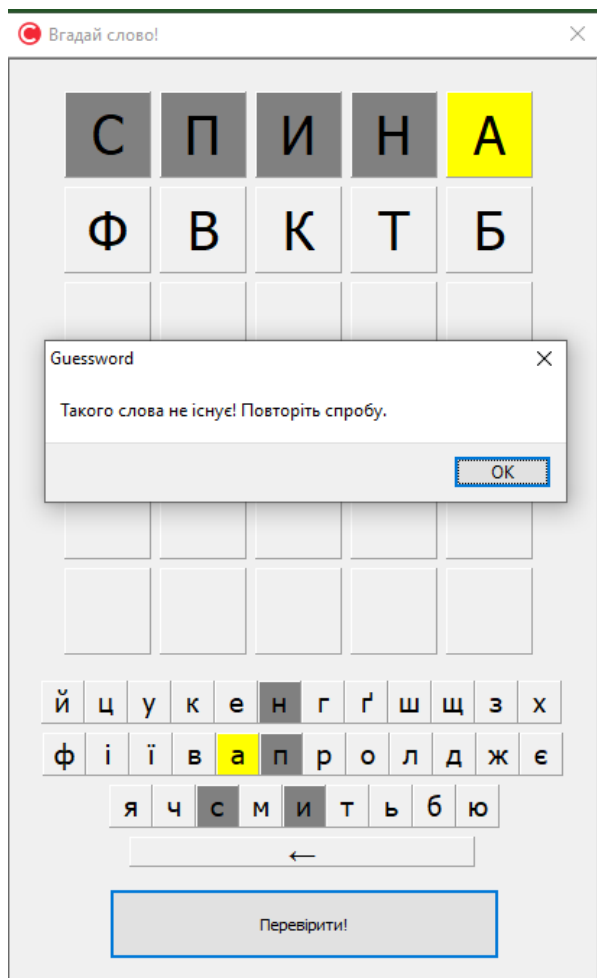 Вгадай слово!
С П И Н А
Ф В К Т Б
Guessword
Такого слова не існує! Повторіть спробу.
OK
й ц у к е н г ґ ш щ з х
ф і ї в а п р о л д ж є
я ч с м и т ь б ю
←
Перевірити!